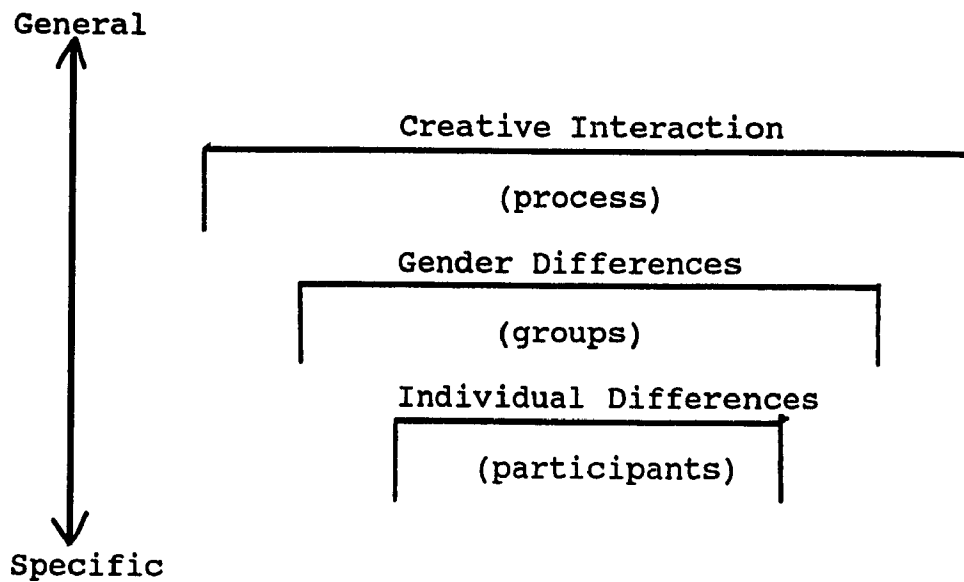 General
Creative Interaction
(process)
Gender Differences
(groups)
Individual Differences
(participants)
Specific